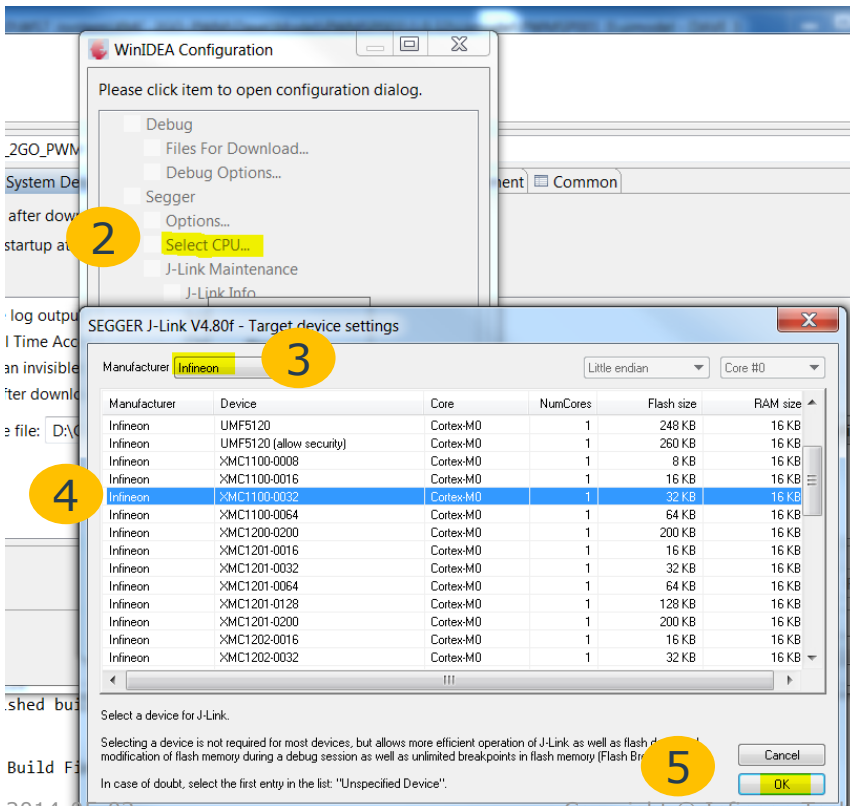 WinIDEA Configuration
Please click item to open configuration dialog.
Debug
Files For Download...
Debug Options...
Segger
2
Options...
Select CPU...
J-Link Maintenance
J-Link Info
_2GO_PWM
System De
ent
Common
after dow
startup at
log outpu
l Time Acc
an invisible
fter downlo
e file: D:\
SEGGER J-Link V4.80f - Target device settings
3
Manufacturer Infineon Little endian Core #0
Manufacturer Device Core NumCores Flash size RAM size
Infineon UMF5120 Cortex-M0 1 248 KB 16 KB
Infineon UMF5120 (allow security) Cortex-M0 1 260 KB 16 KB
Infineon XMC1100-0008 Cortex-M0 1 8 KB 16 KB
Infineon XMC1100-0016 Cortex-M0 1 16 KB 16 KB
4
Infineon XMC1100-0032 Cortex-M0 1 32 KB 16 KB
Infineon XMC1100-0064 Cortex-M0 1 64 KB 16 KB
Infineon XMC1200-0200 Cortex-M0 1 200 KB 16 KB
Infineon XMC1201-0016 Cortex-M0 1 16 KB 16 KB
Infineon XMC1201-0032 Cortex-M0 1 32 KB 16 KB
Infineon XMC1201-0064 Cortex-M0 1 64 KB 16 KB
Infineon XMC1201-0128 Cortex-M0 1 128 KB 16 KB
Infineon XMC1201-0200 Cortex-M0 1 200 KB 16 KB
Infineon XMC1202-0016 Cortex-M0 1 16 KB 16 KB
Infineon XMC1202-0032 Cortex-M0 1 32 KB 16 KB
shed bui
Build Fi
Select a device for J-Link.
Selecting a device is not required for most devices, but allows more efficient operation of J-Link as well as flash
modification of flash memory during a debug session as well as unlimited breakpoints in flash memory (Flash Br
In case of doubt, select the first entry in the list: "Unspecified Device".
5
Cancel
OK